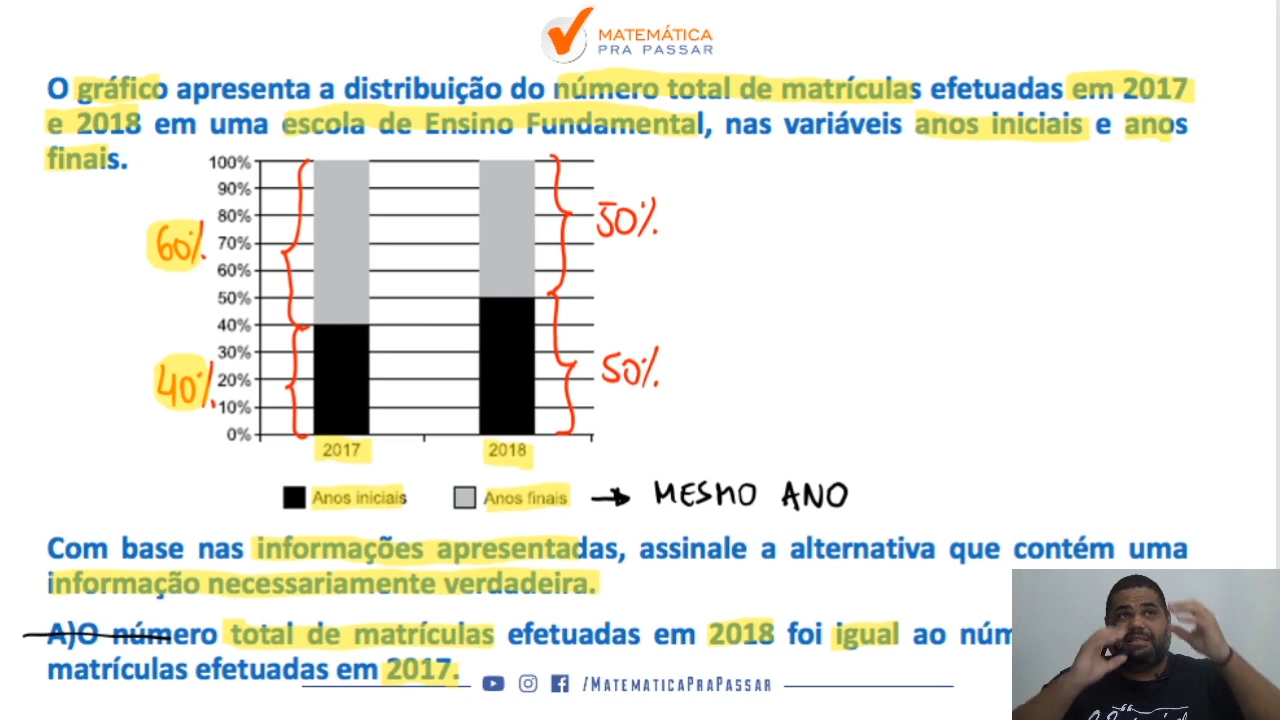 MATEMÁTICA
PRA PASSAR
O gráfico apresenta a distribuição do número total de matrículas efetuadas em 2017
e 2018 em uma escola de Ensino Fundamental, nas variáveis anos iniciais e anos
finais.
100%
90%
80%
70%
60%
50%
40%
30%
20%
10%
0%
60%
40%
50%
50%
2017 2018
Anos iniciais Anos finais → MESMO ANO
Com base nas informações apresentadas, assinale a alternativa que contém uma
informação necessariamente verdadeira.
A)O número total de matrículas efetuadas em 2018 foi igual ao
matrículas efetuadas em 2017.
/MATEMATICAPRAPASSAR